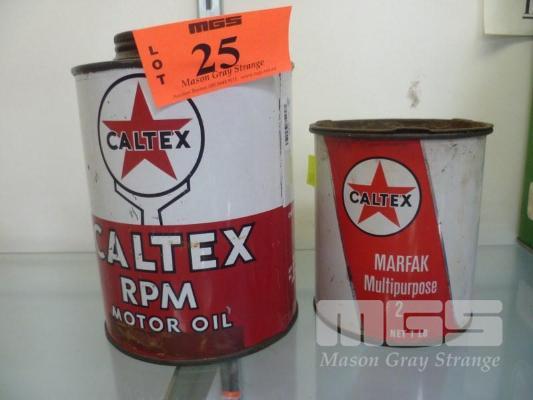 MGS
LOT
25
Mason Gray Strange
CALTEX
CALTEX
RPM
MOTOR OIL
CALTEX
MARFAK
Multipurpose
2
NET 1 LB
MGS
Mason Gray Strange